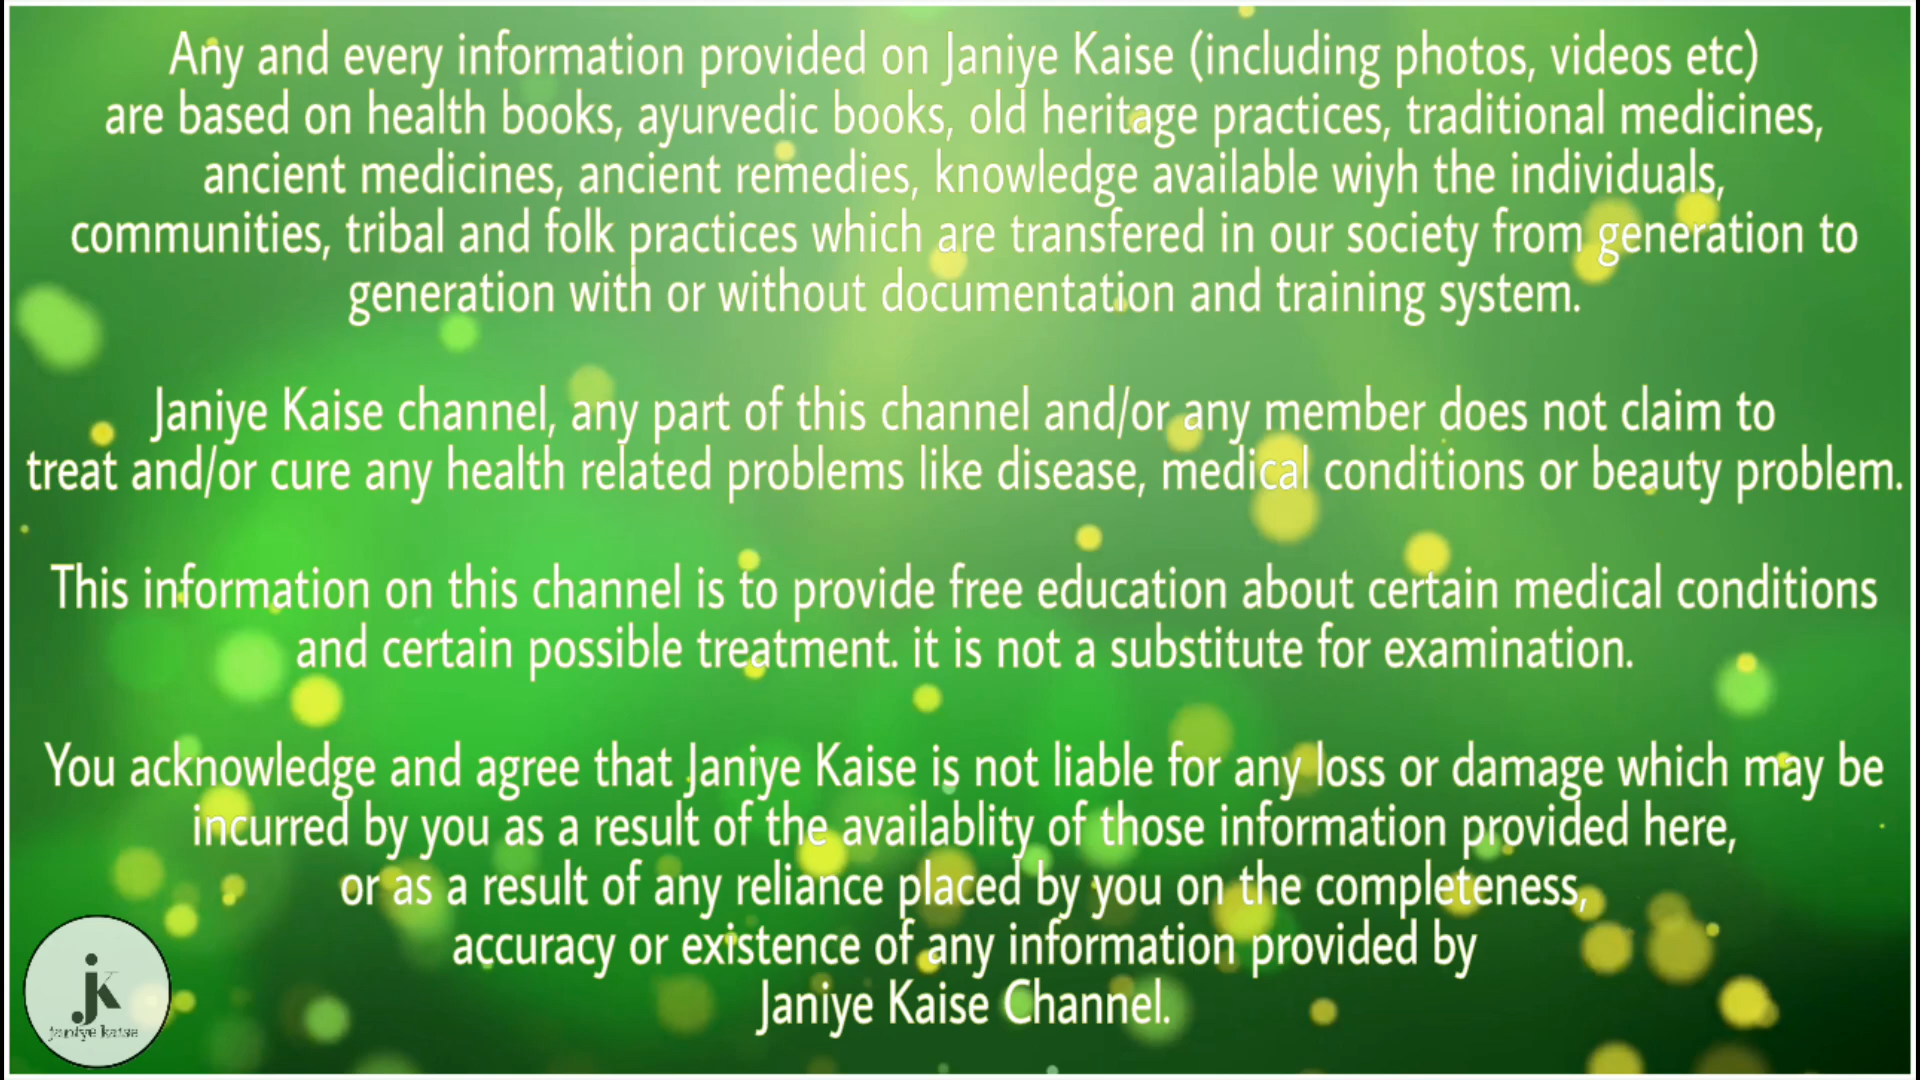 Any and every information provided on Janiye Kaise (including photos, videos etc)
are based on health books, ayurvedic books, old heritage practices, traditional medicines,
ancient medicines, ancient remedies, knowledge available wiyh the individuals,
communities, tribal and folk practices which are transfered in our society from generation to
generation with or without documentation and training system.
Janiye Kaise channel, any part of this channel and/or any member does not claim to
treat and/or cure any health related problems like disease, medical conditions or beauty problem.
This information on this channel is to provide free education about certain medical conditions
and certain possible treatment. it is not a substitute for examination.
You acknowledge and agree that Janiye Kaise is not liable for any loss or damage which may be
incurred by you as a result of the availablity of those information provided here,
or as a result of any reliance placed by you on the completeness,
accuracy or existence of any information provided by
Janiye Kaise Channel.
jk
janiye kaise